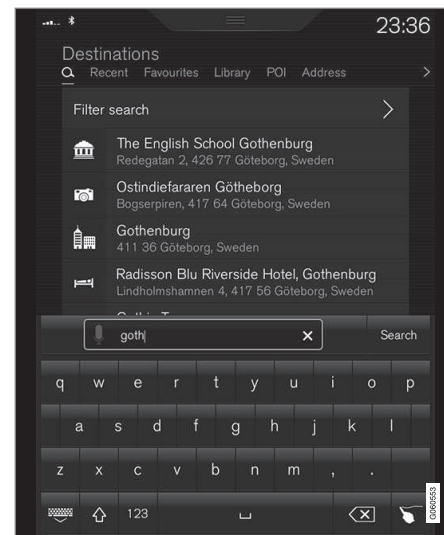 23:36
Destinations
Recent Favourites Library POI Address
Filter search
The English School Gothenburg
Redegatan 2, 426 77 Göteborg, Sweden
Ostindiefararen Götheborg
Bogserpiren, 417 64 Göteborg, Sweden
Gothenburg
411 36 Göteborg, Sweden
Radisson Blu Riverside Hotel, Gothenburg
Lindholmshamnen 4, 417 56 Göteborg, Sweden
goth Search
q w e r t y u i o p
a s d f g h j k l
z x c v b n m , .
123
G060553